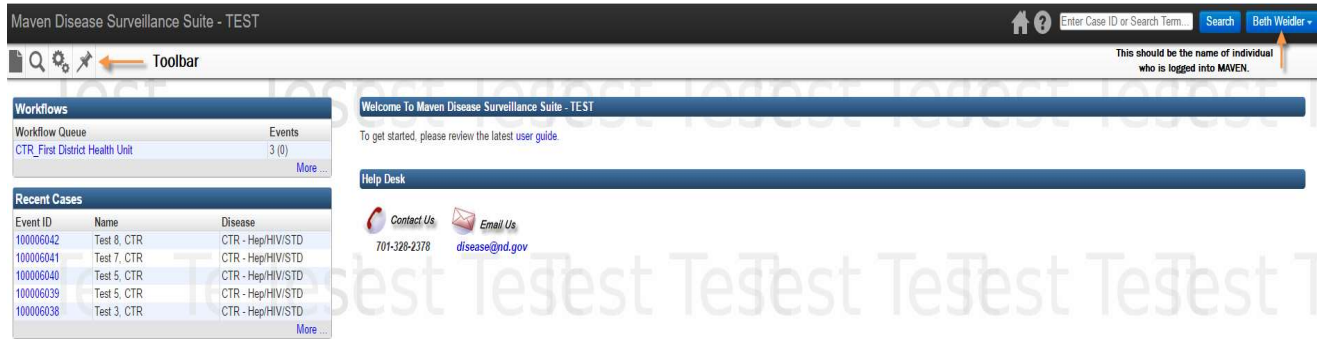 Maven Disease Surveillance Suite - TEST
Enter Case ID or Search Term... Search Beth Weidler
Toolbar
This should be the name of individual
who is logged into MAVEN.
Workflows
Workflow Queue Events
CTR_First District Health Unit 3 (0)
More ...
Recent Cases
Event ID Name Disease
100006042 Test 8, CTR CTR - Hep/HIV/STD
100006041 Test 7, CTR CTR - Hep/HIV/STD
100006040 Test 5, CTR CTR - Hep/HIV/STD
100006039 Test 5, CTR CTR - Hep/HIV/STD
100006038 Test 3, CTR CTR - Hep/HIV/STD
More ...
Welcome To Maven Disease Surveillance Suite - TEST
To get started, please review the latest user guide.
Help Desk
Contact Us Email Us
701-328-2378 disease@nd.gov